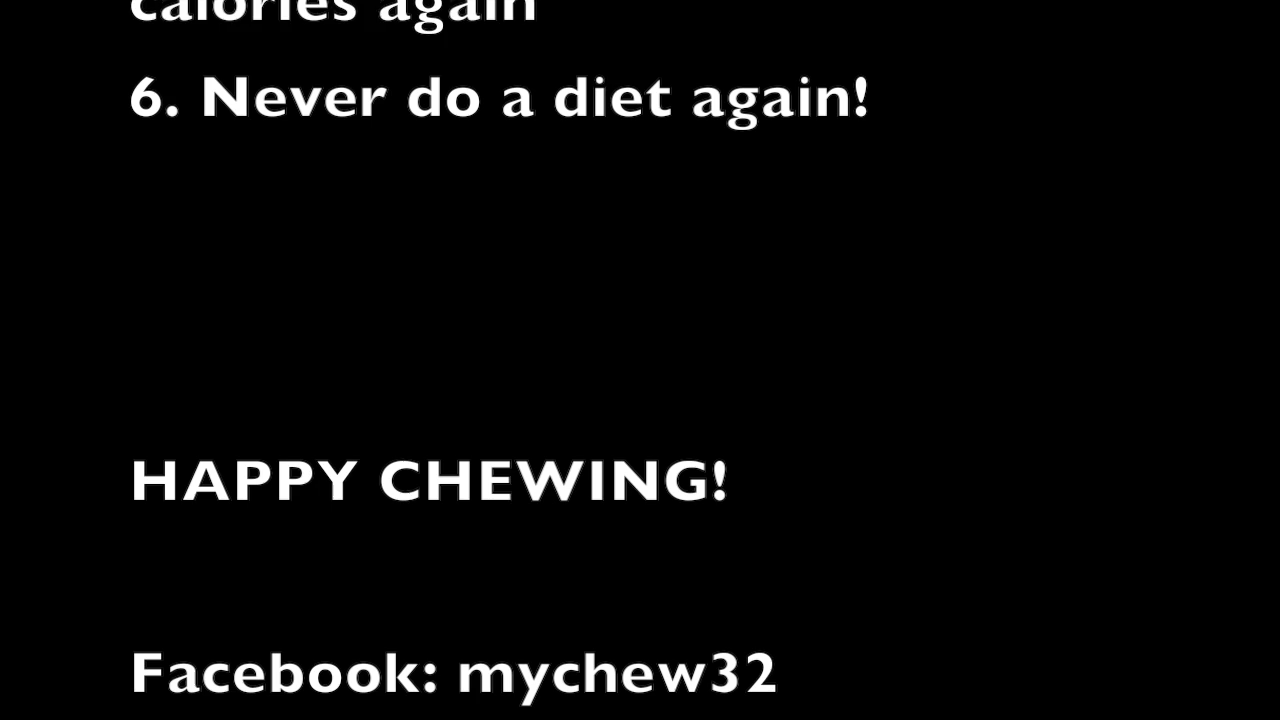 calories again
6. Never do a diet again!
HAPPY CHEWING!
Facebook: mychew32